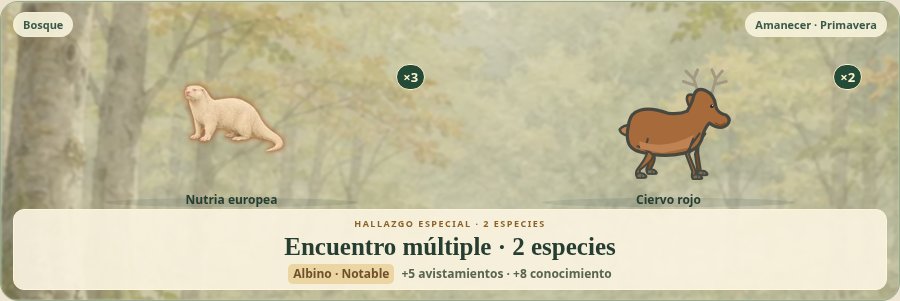 Bosque
Amanecer · Primavera
×3
×2
Nutria europea
Ciervo rojo
HALLAZGO ESPECIAL · 2 ESPECIES
Encuentro múltiple · 2 especies
Albino · Notable +5 avistamientos · +8 conocimiento